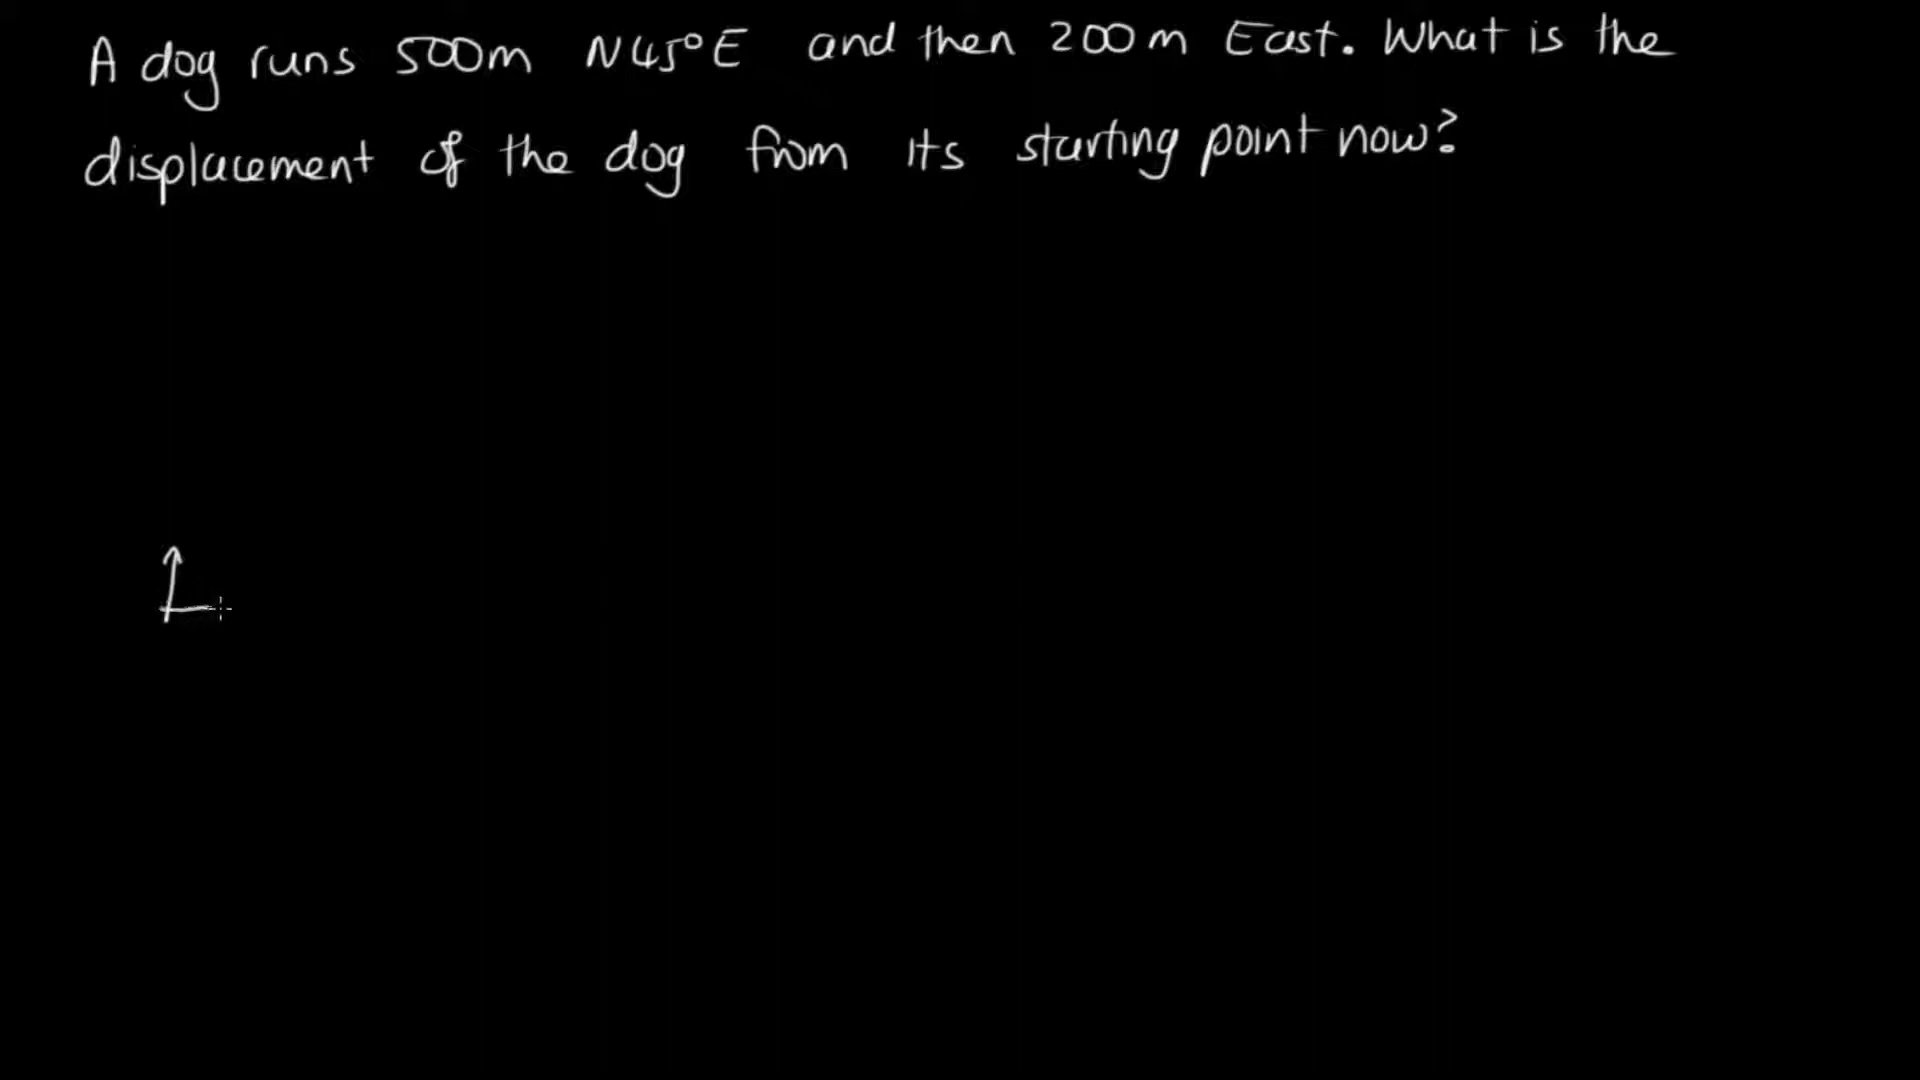 A dog runs 500m N45°E and then 200m East. What is the
displacement of the dog from its starting point now?